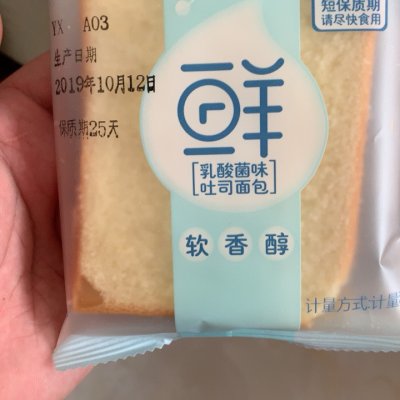 短保质期
请尽快食用
YX A03
生产日期
2019年10月12日
保质期25天
鲜
乳酸菌味
吐司面包
软香醇
计量方式:计量